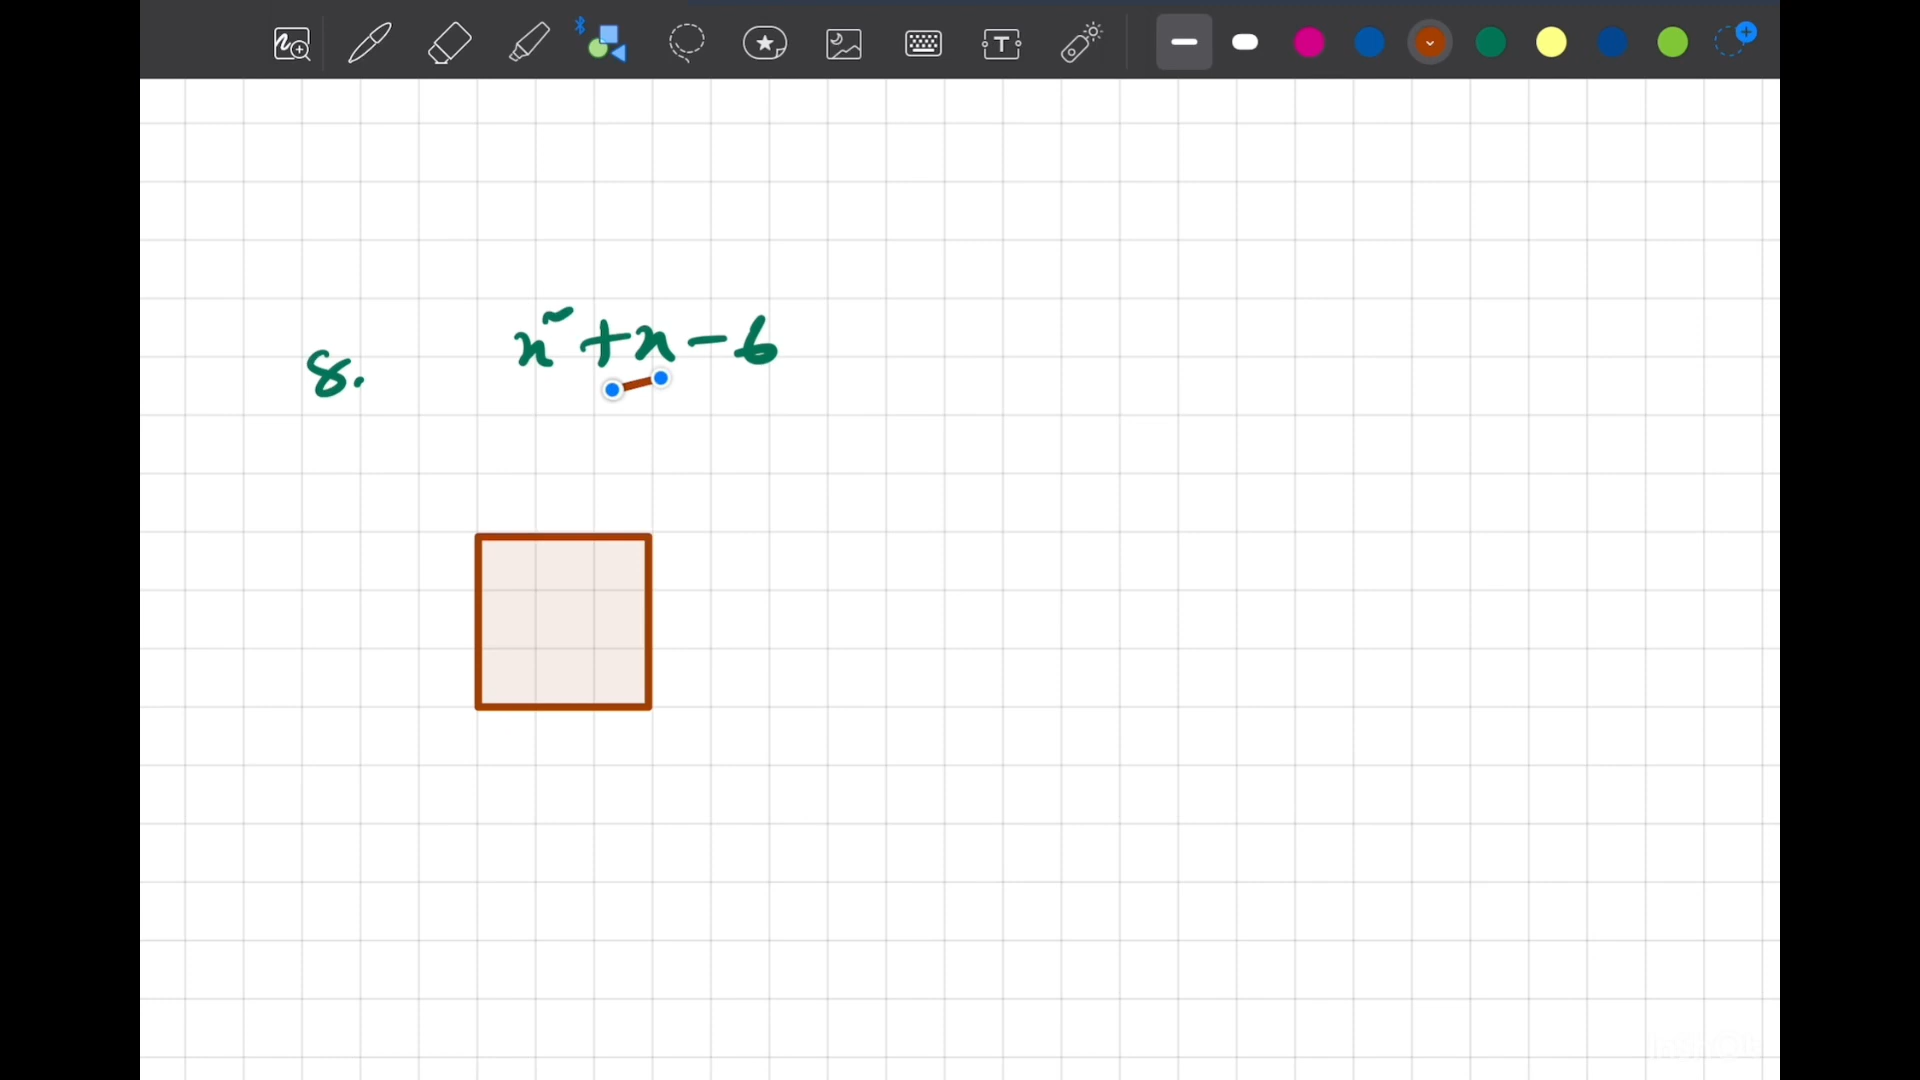 8. x² + x - 6